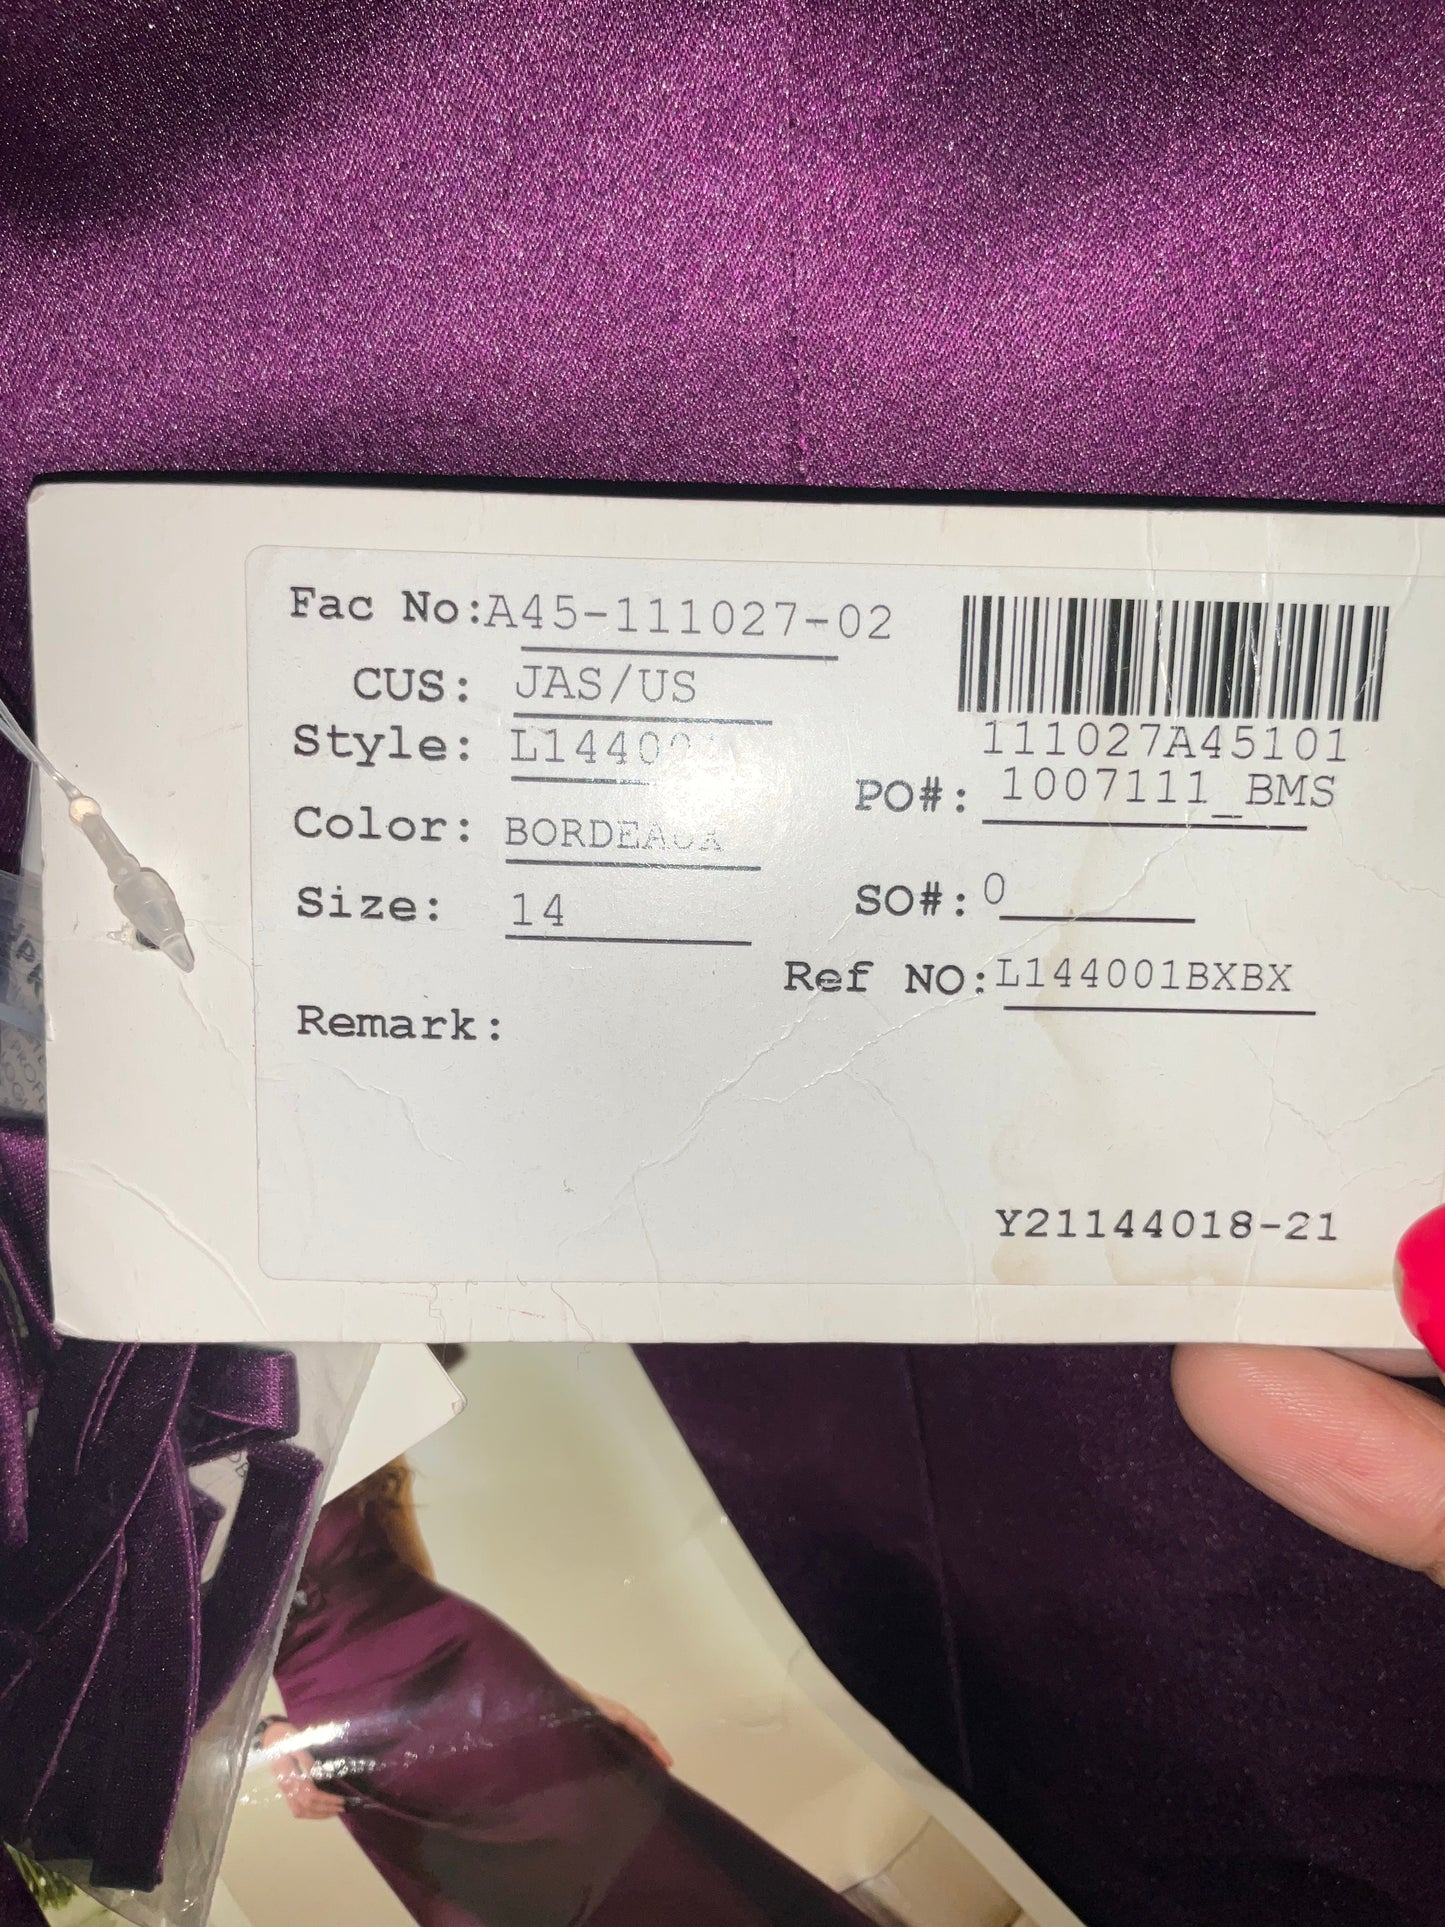 Fac No:A45-111027-02
CUS: JAS/US
Style:
Color: BORDEAUX
Size: 14
Remark:
111027A45101
PO#: 1007111_BMS
SO#: 0
Ref NO:L144001BXBX
Y21144018-21